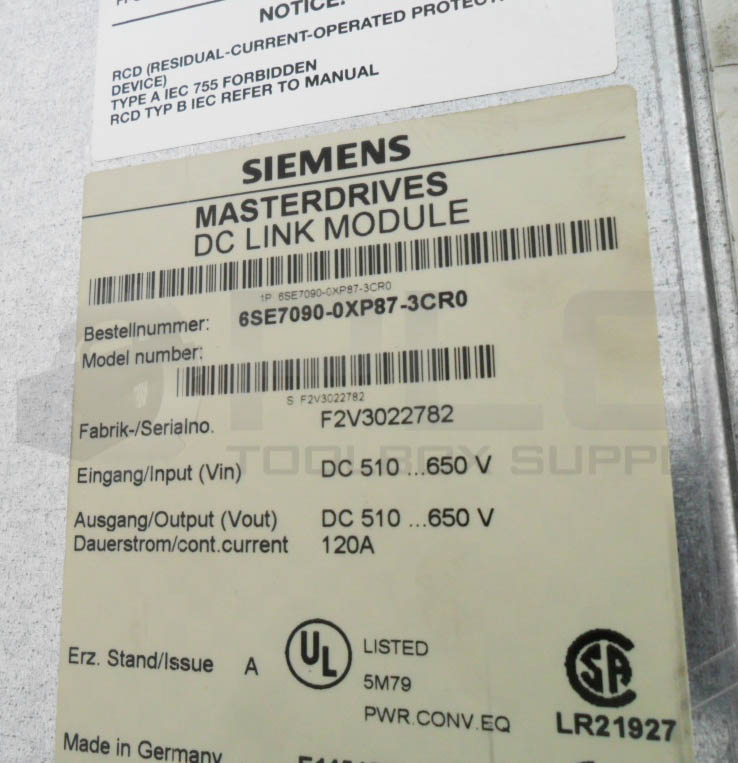 NOTICE:
RCD (RESIDUAL-CURRENT-OPERATED
DEVICE)
TYPE A IEC 755 FORBIDDEN
RCD TYP B IEC REFER TO MANUAL
SIEMENS
MASTERDRIVES
DC LINK MODULE
1P 6SE7090-0XP87-3CR0
Bestellnummer: 6SE7090-0XP87-3CR0
Model number:
S F2V3022782
Fabrik-/Serialno. F2V3022782
TOOLBOX SUPPL
Eingang/Input (Vin) DC 510 ...650 V
Ausgang/Output (Vout) DC 510 ...650 V
Dauerstrom/cont.current 120A
Erz. Stand/Issue A
UL LISTED
5M79
PWR.CONV.EQ
SA
LR21927
Made in Germany